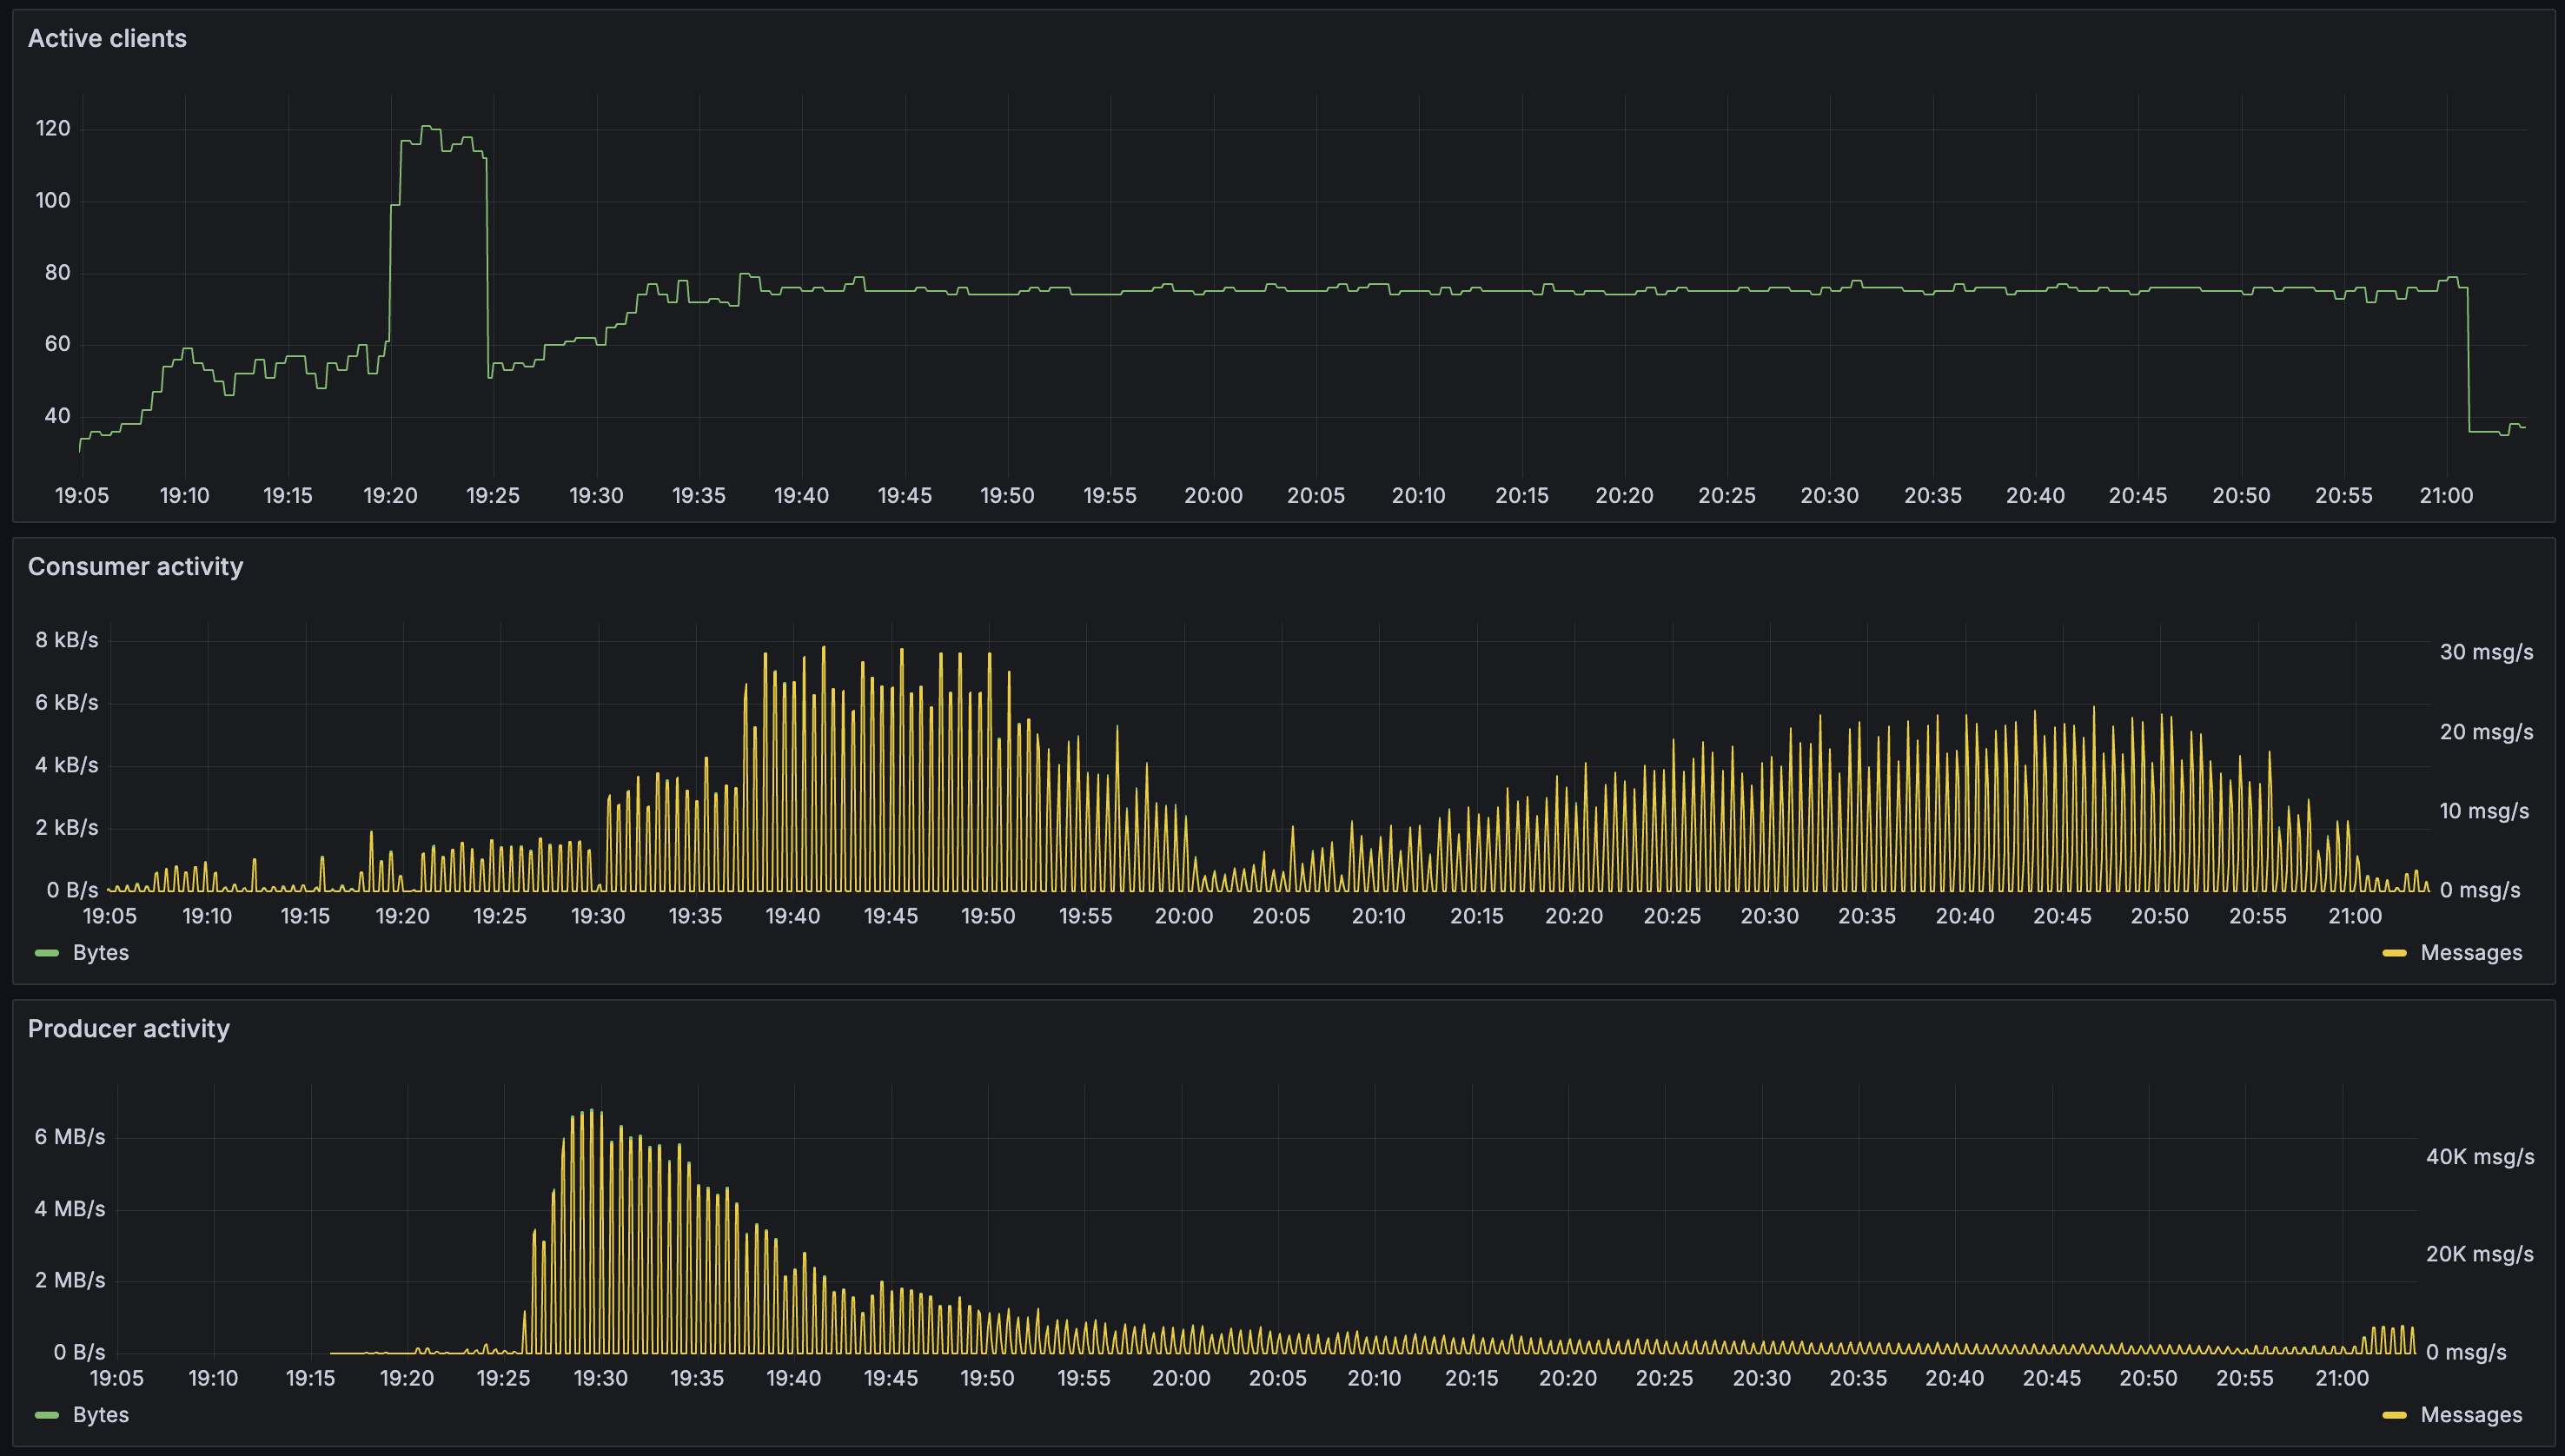 Active clients
120
100
80
60
40
19:05 19:10 19:15 19:20 19:25 19:30 19:35 19:40 19:45 19:50 19:55 20:00 20:05 20:10 20:15 20:20 20:25 20:30 20:35 20:40 20:45 20:50 20:55 21:00
Consumer activity
8 kB/s
30 msg/s
6 kB/s
20 msg/s
4 kB/s
2 kB/s
10 msg/s
0 B/s
0 msg/s
19:05 19:10 19:15 19:20 19:25 19:30 19:35 19:40 19:45 19:50 19:55 20:00 20:05 20:10 20:15 20:20 20:25 20:30 20:35 20:40 20:45 20:50 20:55 21:00
Bytes Messages
Producer activity
6 MB/s
40K msg/s
4 MB/s
20K msg/s
2 MB/s
0 B/s 0 msg/s
19:05 19:10 19:15 19:20 19:25 19:30 19:35 19:40 19:45 19:50 19:55 20:00 20:05 20:10 20:15 20:20 20:25 20:30 20:35 20:40 20:45 20:50 20:55 21:00
Bytes Messages